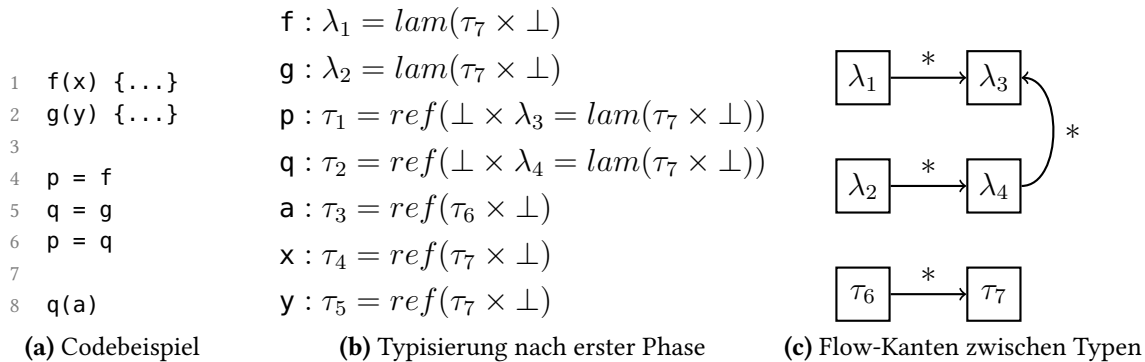 1 f(x) {...}
2 g(y) {...}
3
4 p = f
5 q = g
6 p = q
7
8 q(a)
(a) Codebeispiel
f : λ₁ = lam(τ₇ × ⊥)
g : λ₂ = lam(τ₇ × ⊥)
p : τ₁ = ref(⊥ × λ₃ = lam(τ₇ × ⊥))
q : τ₂ = ref(⊥ × λ₄ = lam(τ₇ × ⊥))
a : τ₃ = ref(τ₆ × ⊥)
x : τ₄ = ref(τ₇ × ⊥)
y : τ₅ = ref(τ₇ × ⊥)
(b) Typisierung nach erster Phase
λ₁ * λ₃
*
λ₂ * λ₄
τ₆ * τ₇
(c) Flow-Kanten zwischen Typen